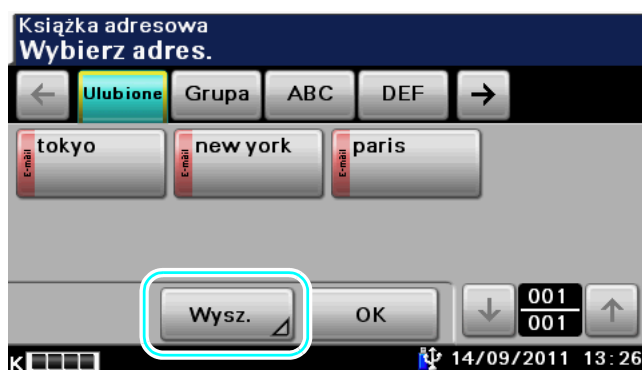 Książka adresowa
Wybierz adres.
← Ulubione Grupa ABC DEF →
E-mail tokyo E-mail new york E-mail paris
Wysz. OK ↓ 001 ↑
001
K 14/09/2011 13:26